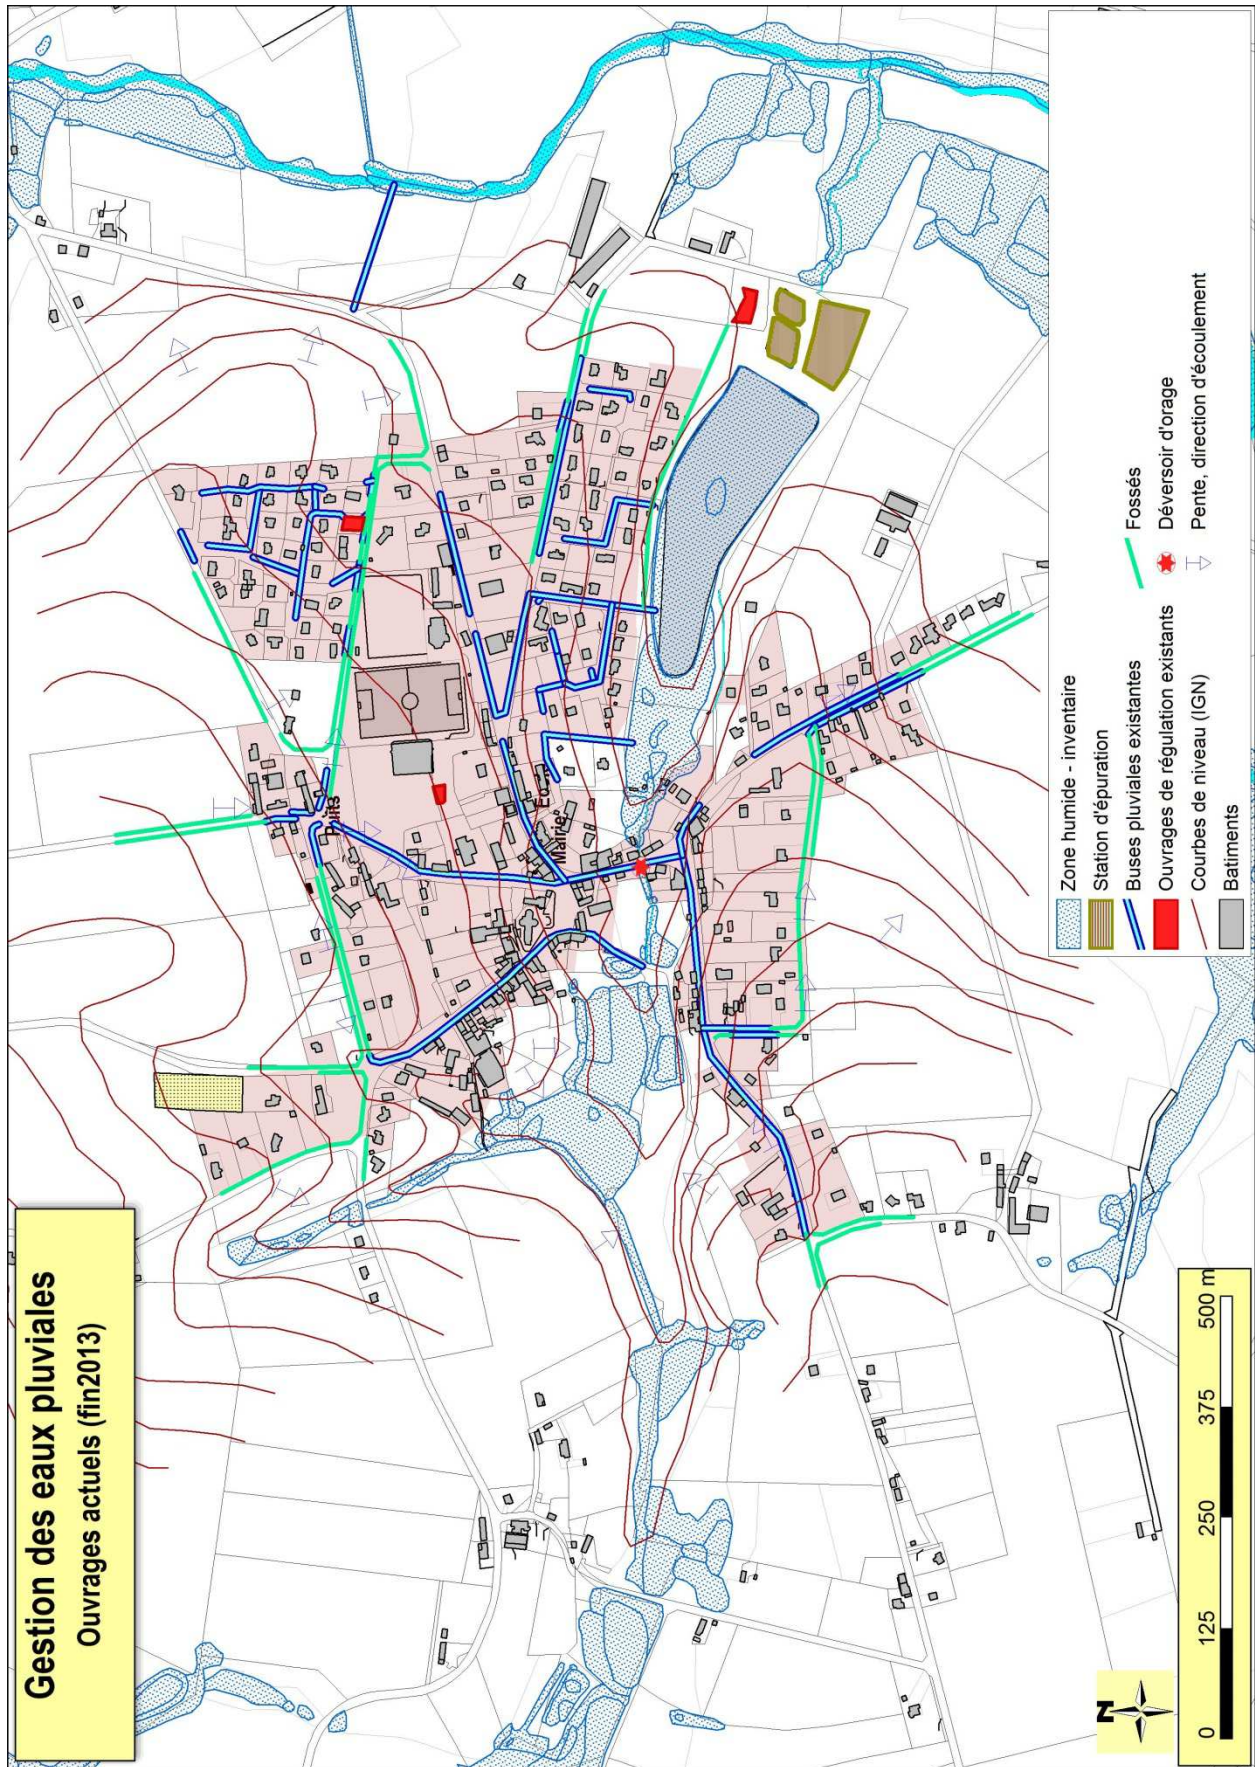 Gestion des eaux pluviales
Ouvrages actuels (fin2013)
Puits
Mairie
Zone humide - inventaire
Station d'épuration
Buses pluviales existantes
Ouvrages de régulation existants
Courbes de niveau (IGN)
Batiments
Fossés
Déversoir d'orage
Pente, direction d'écoulement
N
0 125 250 375 500 m